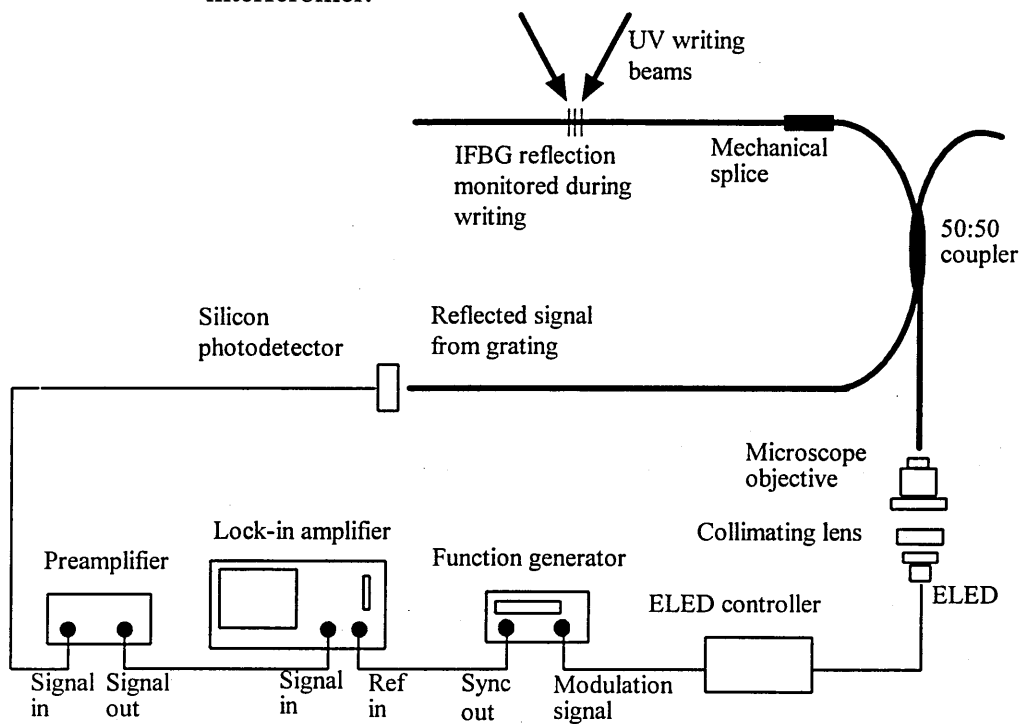 interferometer.
UV writing
beams
IFBG reflection
monitored during
writing
Mechanical
splice
50:50
coupler
Silicon
photodetector
Reflected signal
from grating
Microscope
objective
Collimating lens
ELED
Lock-in amplifier
Preamplifier
Function generator
ELED controller
Signal
in
Signal
out
Signal
in
Ref
in
Sync
out
Modulation
signal